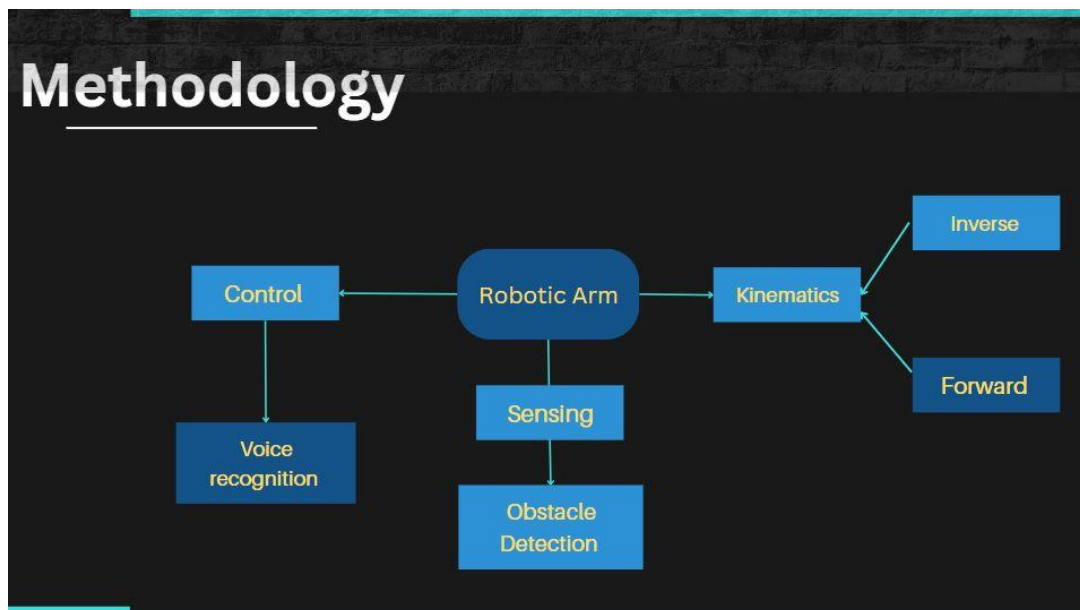 Methodology
Inverse
Control
Robotic Arm
Kinematics
Forward
Sensing
Voice
recognition
Obstacle
Detection